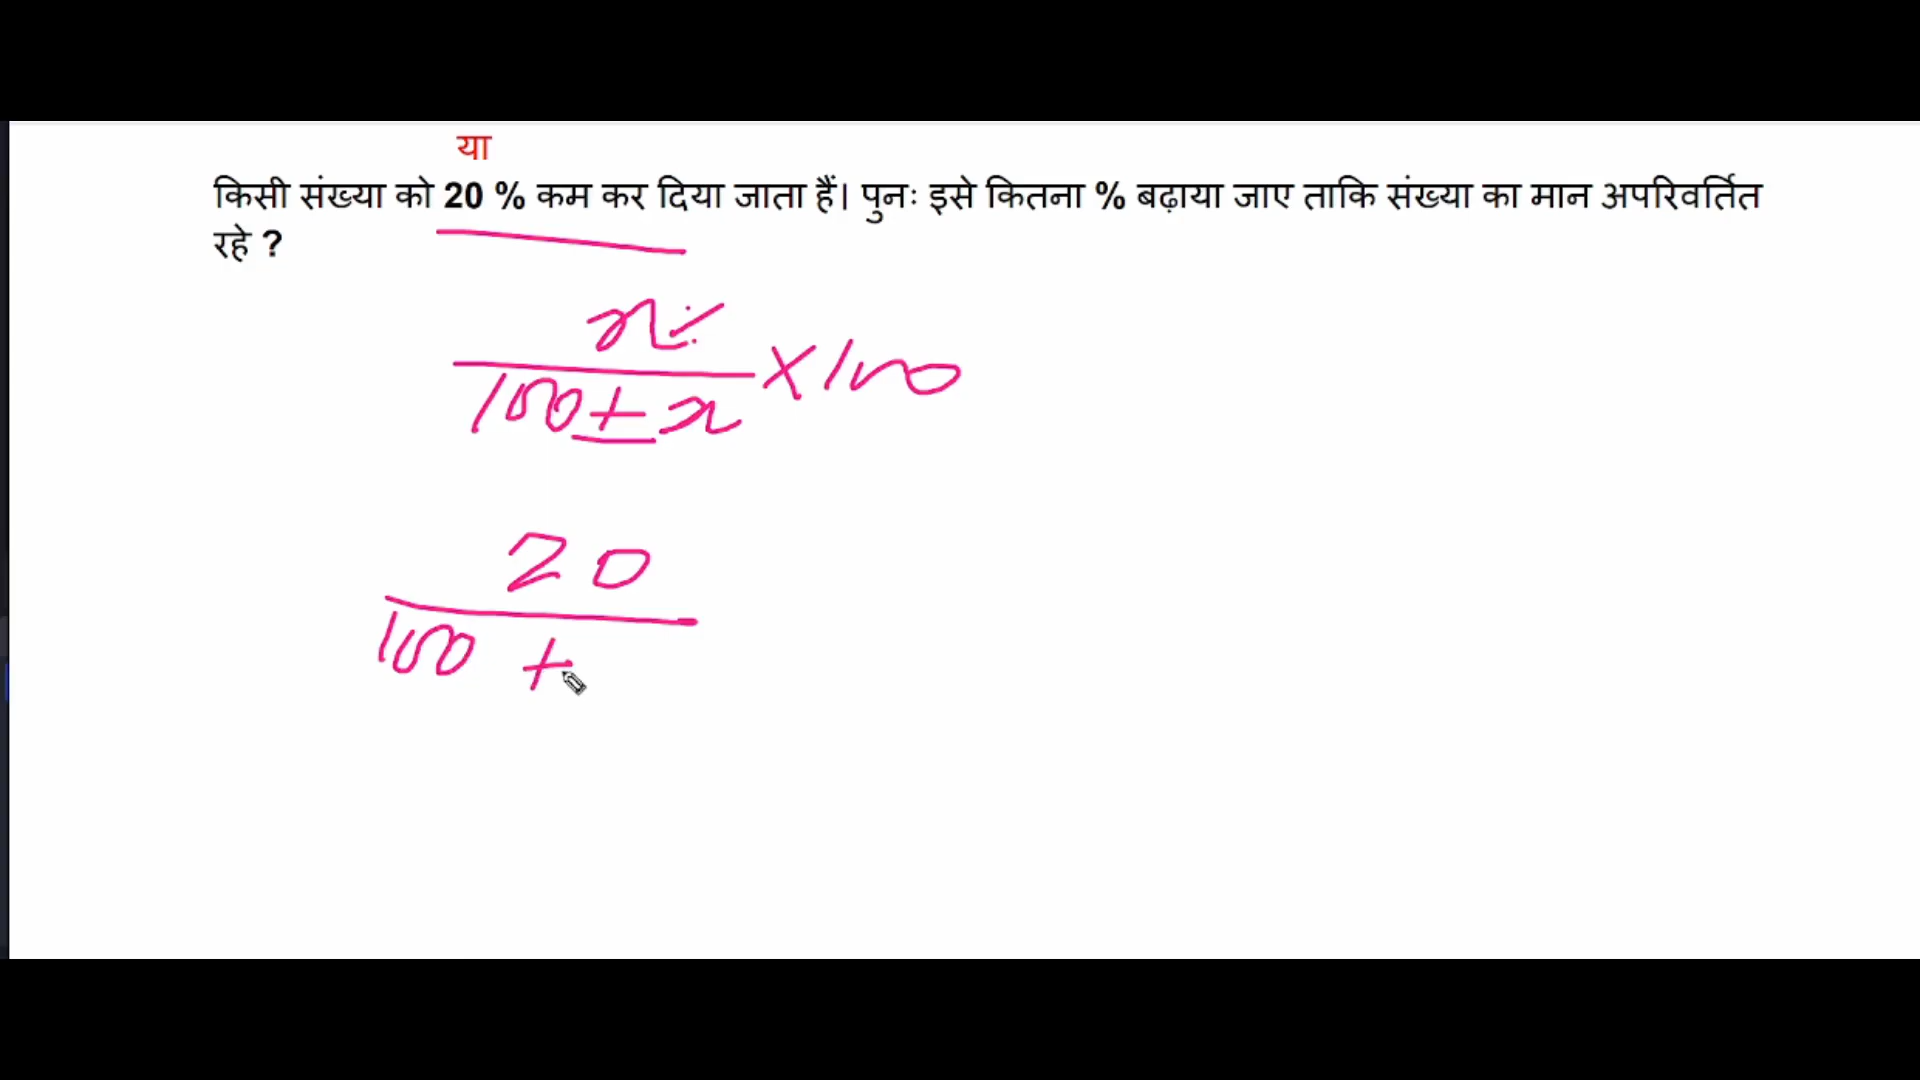 या
किसी संख्या को 20 % कम कर दिया जाता हैं। पुनः इसे कितना % बढ़ाया जाए ताकि संख्या का मान अपरिवर्तित
रहे ?
x%
100 ± x
×100
20
100 +